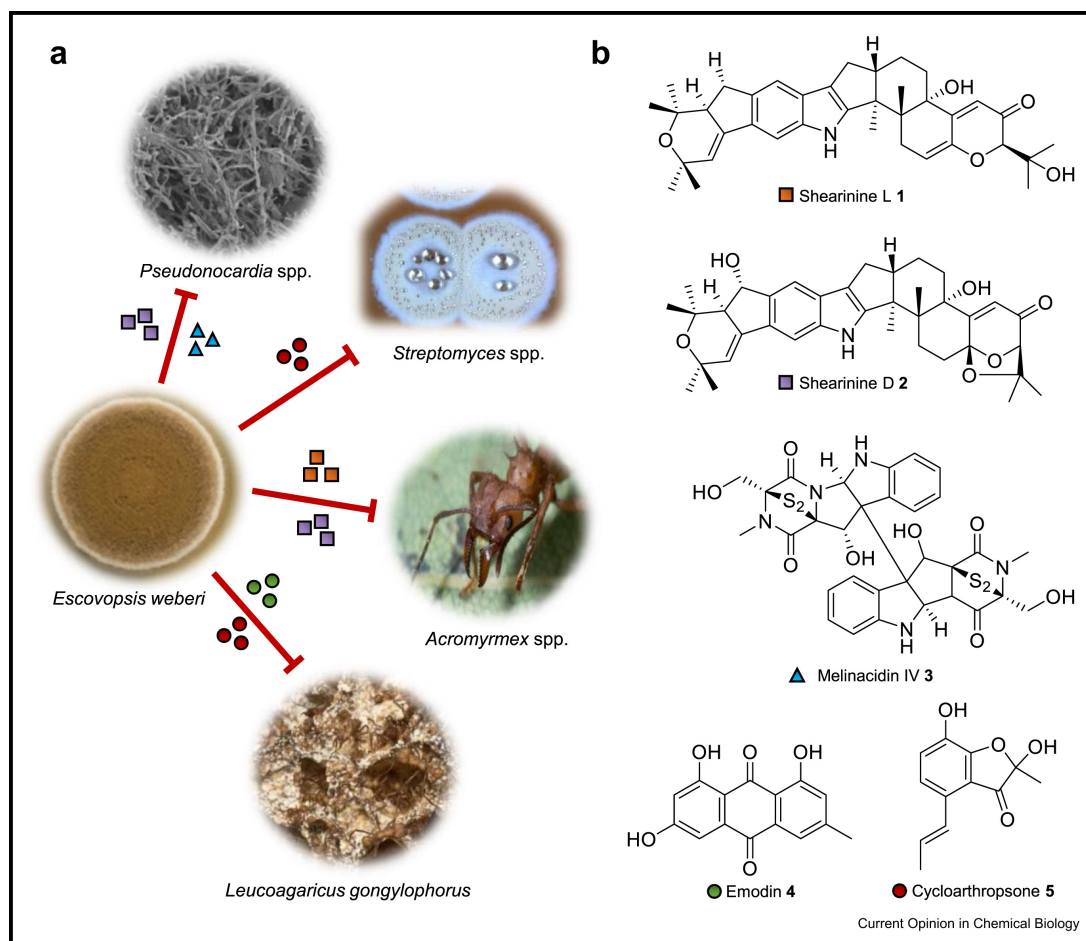 a
Pseudonocardia spp.
Streptomyces spp.
Escovopsis weberi
Acromyrmex spp.
Leucoagaricus gongylophorus
b
H
H
H
OH
O
O
N
H
O
OH
Shearinine L 1
HO
H
H
OH
O
O
N
H
O
O
Shearinine D 2
O
H
H
N
HO
N
S2
N
O
OH
HO
O
N
S2
OH
N
H
H
O
Melinacidin IV 3
OH
O
OH
HO
O
Emodin 4
OH
O
OH
O
Cycloarthropsone 5
Current Opinion in Chemical Biology